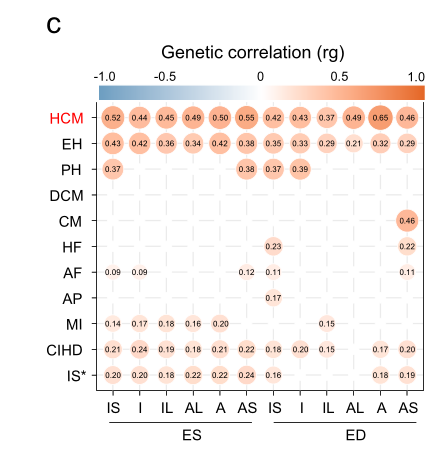 C
Genetic correlation (rg)
-1.0 -0.5 0 0.5 1.0
HCM 0.52 0.44 0.45 0.49 0.50 0.55 0.42 0.43 0.37 0.49 0.65 0.46
EH 0.43 0.42 0.36 0.34 0.42 0.38 0.35 0.33 0.29 0.21 0.32 0.29
PH 0.37 0.38 0.37 0.39
DCM
CM 0.46
HF 0.23 0.22
AF 0.09 0.09 0.12 0.11 0.11
AP 0.17
MI 0.14 0.17 0.18 0.16 0.20 0.15
CIHD 0.21 0.24 0.19 0.18 0.21 0.22 0.18 0.20 0.15 0.17 0.20
IS* 0.20 0.20 0.18 0.22 0.22 0.24 0.16 0.18 0.19
IS I IL AL A AS IS I IL AL A AS
ES ED